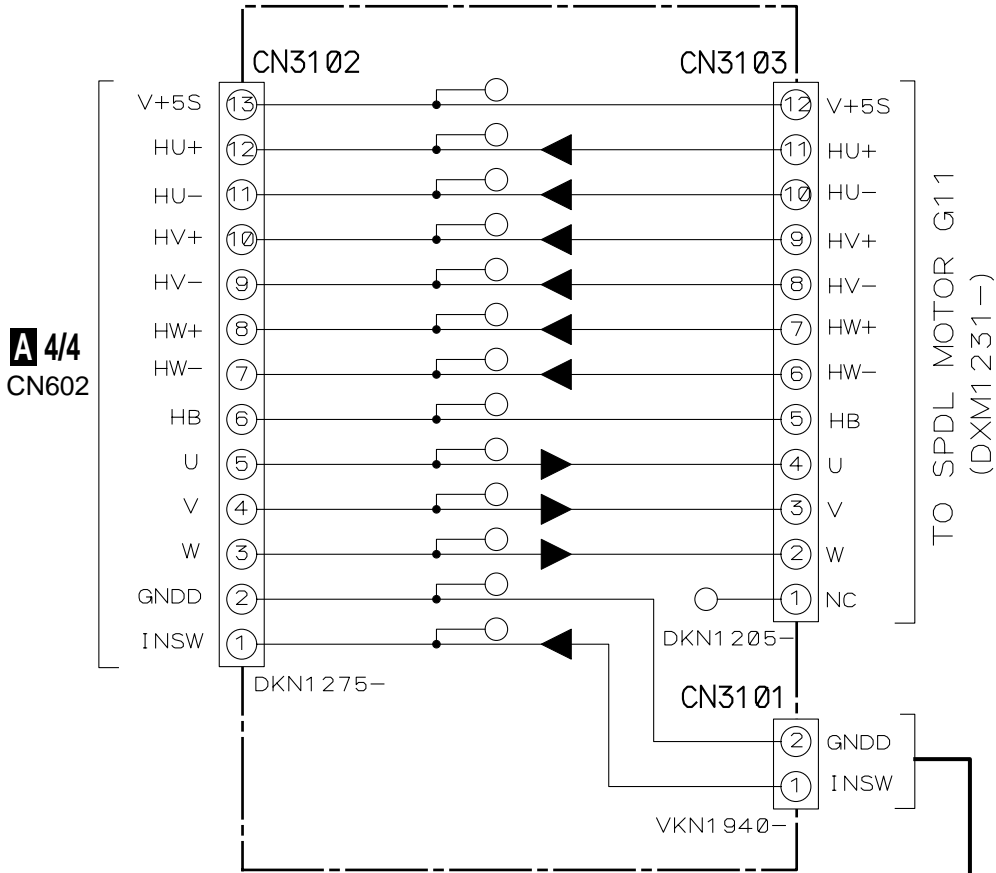 CN3102
CN3103
V+5S 13 12 V+5S
HU+ 12 11 HU+
HU- 11 10 HU-
HV+ 10 9 HV+
HV- 9 8 HV-
HW+ 8 7 HW+
HW- 7 6 HW-
HB 6 5 HB
U 5 4 U
V 4 3 V
W 3 2 W
GNDD 2 1 NC
INSW 1
A 4/4
CN602
TO SPDL MOTOR G11
(DXM1231-)
DKN1205-
DKN1275-
CN3101
2 GNDD
1 INSW
VKN1940-